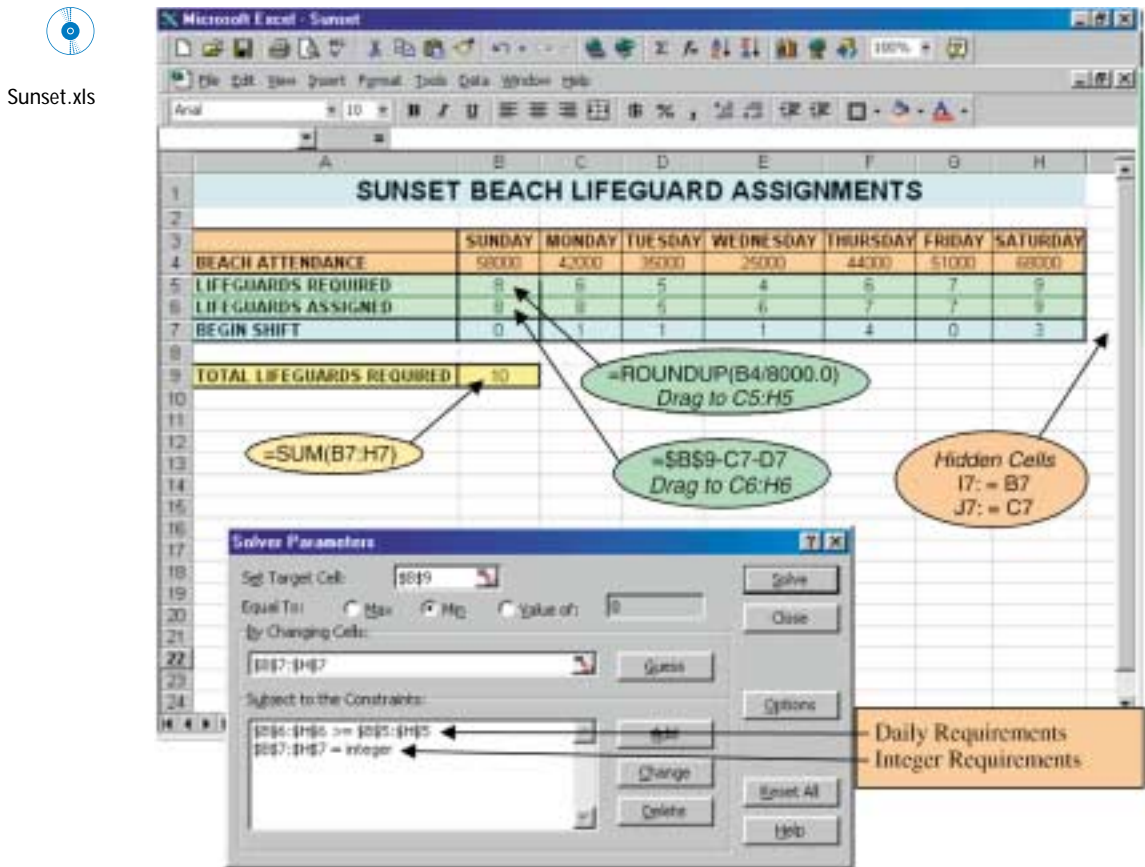 Sunset.xls
Microsoft Excel - Sunset
100%
File Edit View Insert Format Tools Data Window Help
Arial 10 B I U
=
A B C D E F G H
1 SUNSET BEACH LIFEGUARD ASSIGNMENTS
2
3 SUNDAY MONDAY TUESDAY WEDNESDAY THURSDAY FRIDAY SATURDAY
4 BEACH ATTENDANCE 58000 42000 35000 25000 44000 51000 68000
5 LIFEGUARDS REQUIRED 8 6 5 4 6 7 9
6 LIFEGUARDS ASSIGNED 8 8 6 7 7 9
7 BEGIN SHIFT 0 1 1 1 4 0 3
8
9 TOTAL LIFEGUARDS REQUIRED 10
10
11
12
13
14
15
16
17
18
19
20
21
22
23
24
=ROUNDUP(B4/8000.0)
Drag to C5:H5
=SUM(B7:H7)
=$B$9-C7-D7
Drag to C6:H6
Hidden Cells
I7: = B7
J7: = C7
Solver Parameters
Set Target Cell: $B$9
Equal To: Max Min Value of: 0
By Changing Cells:
$B$7:$H$7
Guess
Subject to the Constraints:
$B$6:$H$6 >= $B$5:$H$5
$B$7:$H$7 = integer
Add
Change
Delete
Solve
Close
Options
Reset All
Help
Daily Requirements
Integer Requirements